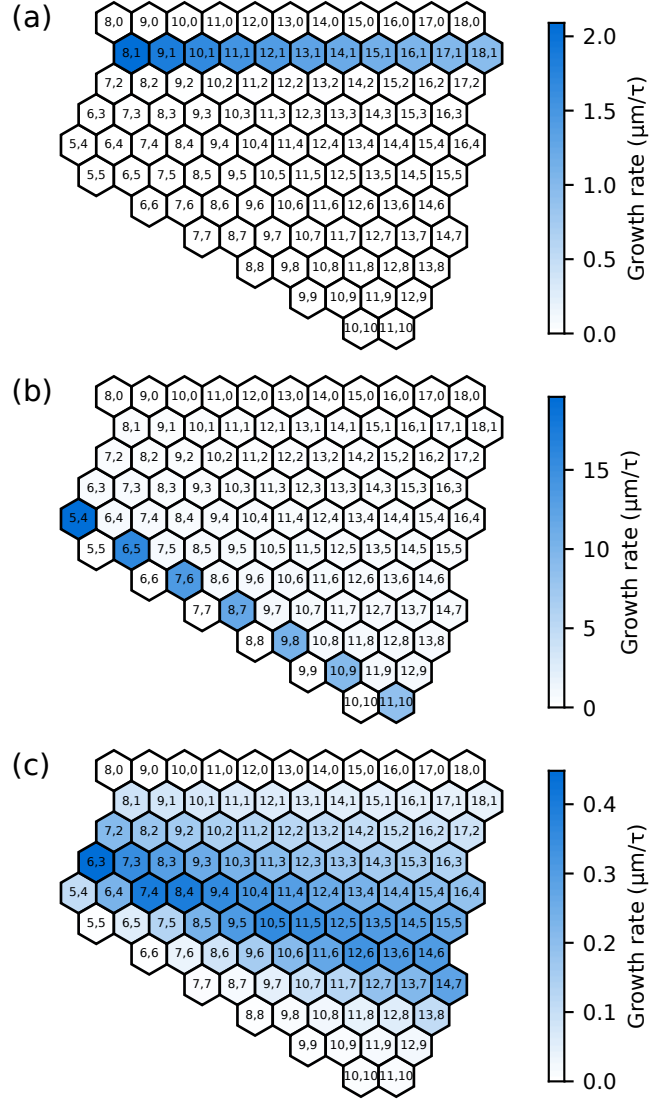 (a)
8,0 9,0 10,0 11,0 12,0 13,0 14,0 15,0 16,0 17,0 18,0
8,1 9,1 10,1 11,1 12,1 13,1 14,1 15,1 16,1 17,1 18,1
7,2 8,2 9,2 10,2 11,2 12,2 13,2 14,2 15,2 16,2 17,2
6,3 7,3 8,3 9,3 10,3 11,3 12,3 13,3 14,3 15,3 16,3
5,4 6,4 7,4 8,4 9,4 10,4 11,4 12,4 13,4 14,4 15,4 16,4
5,5 6,5 7,5 8,5 9,5 10,5 11,5 12,5 13,5 14,5 15,5
6,6 7,6 8,6 9,6 10,6 11,6 12,6 13,6 14,6
7,7 8,7 9,7 10,7 11,7 12,7 13,7 14,7
8,8 9,8 10,8 11,8 12,8 13,8
9,9 10,9 11,9 12,9
10,10 11,10
2.0
1.5
1.0
0.5
0.0
Growth rate (μm/τ)
(b)
8,0 9,0 10,0 11,0 12,0 13,0 14,0 15,0 16,0 17,0 18,0
8,1 9,1 10,1 11,1 12,1 13,1 14,1 15,1 16,1 17,1 18,1
7,2 8,2 9,2 10,2 11,2 12,2 13,2 14,2 15,2 16,2 17,2
6,3 7,3 8,3 9,3 10,3 11,3 12,3 13,3 14,3 15,3 16,3
5,4 6,4 7,4 8,4 9,4 10,4 11,4 12,4 13,4 14,4 15,4 16,4
5,5 6,5 7,5 8,5 9,5 10,5 11,5 12,5 13,5 14,5 15,5
6,6 7,6 8,6 9,6 10,6 11,6 12,6 13,6 14,6
7,7 8,7 9,7 10,7 11,7 12,7 13,7 14,7
8,8 9,8 10,8 11,8 12,8 13,8
9,9 10,9 11,9 12,9
10,10 11,10
15
10
5
0
Growth rate (μm/τ)
(c)
8,0 9,0 10,0 11,0 12,0 13,0 14,0 15,0 16,0 17,0 18,0
8,1 9,1 10,1 11,1 12,1 13,1 14,1 15,1 16,1 17,1 18,1
7,2 8,2 9,2 10,2 11,2 12,2 13,2 14,2 15,2 16,2 17,2
6,3 7,3 8,3 9,3 10,3 11,3 12,3 13,3 14,3 15,3 16,3
5,4 6,4 7,4 8,4 9,4 10,4 11,4 12,4 13,4 14,4 15,4 16,4
5,5 6,5 7,5 8,5 9,5 10,5 11,5 12,5 13,5 14,5 15,5
6,6 7,6 8,6 9,6 10,6 11,6 12,6 13,6 14,6
7,7 8,7 9,7 10,7 11,7 12,7 13,7 14,7
8,8 9,8 10,8 11,8 12,8 13,8
9,9 10,9 11,9 12,9
10,10 11,10
0.4
0.3
0.2
0.1
0.0
Growth rate (μm/τ)